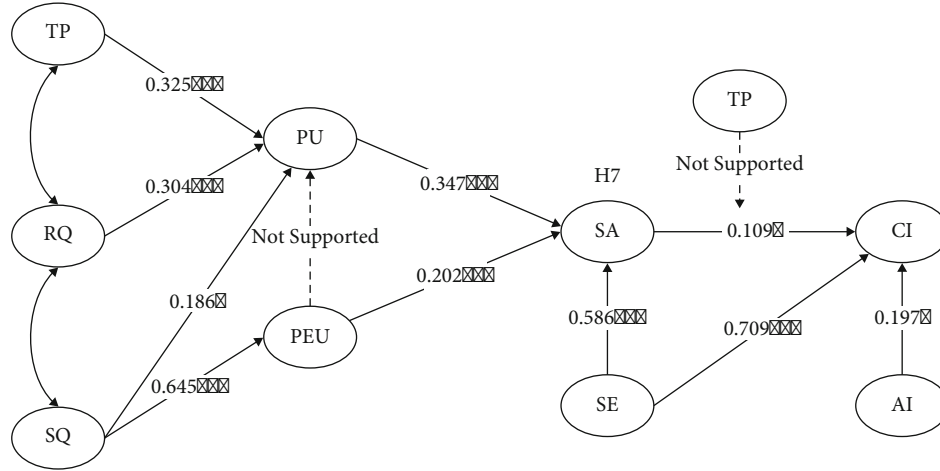 TP
0.325☒☒☒
TP
PU
Not Supported
0.304☒☒☒
0.347☒☒☒
H7
RQ
Not Supported
SA
0.109☒
CI
0.202☒☒☒
0.186☒
0.586☒☒☒
0.709☒☒☒
0.197☒
PEU
0.645☒☒☒
SE
AI
SQ